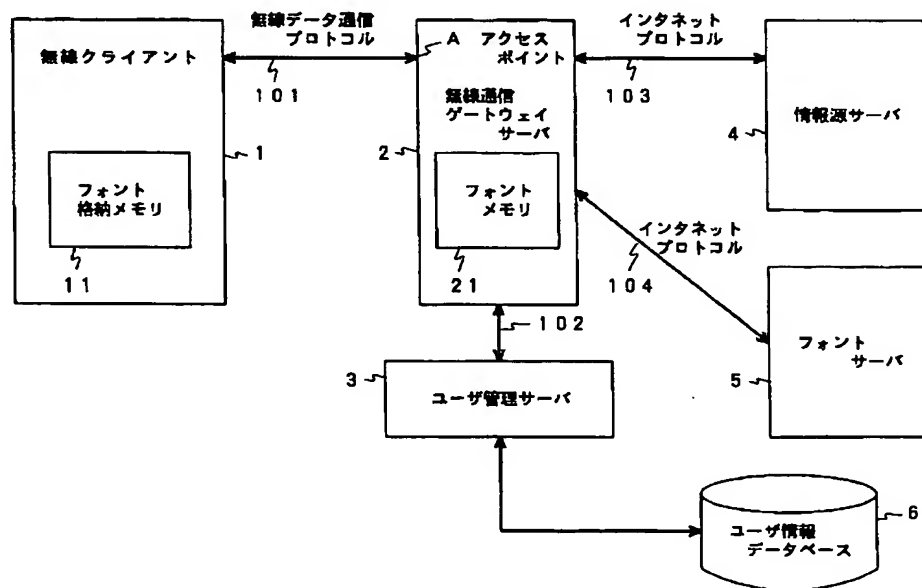 無線クライアント
フォント
格納メモリ
11
1
無線データ通信
プロトコル
101
A アクセス
ポイント
無線通信
ゲートウェイ
サーバ
2
フォント
メモリ
21
インタネット
プロトコル
103
4
情報源サーバ
インタネット
プロトコル
104
5
フォント
サーバ
102
3
ユーザ管理サーバ
ユーザ情報
データベース
6